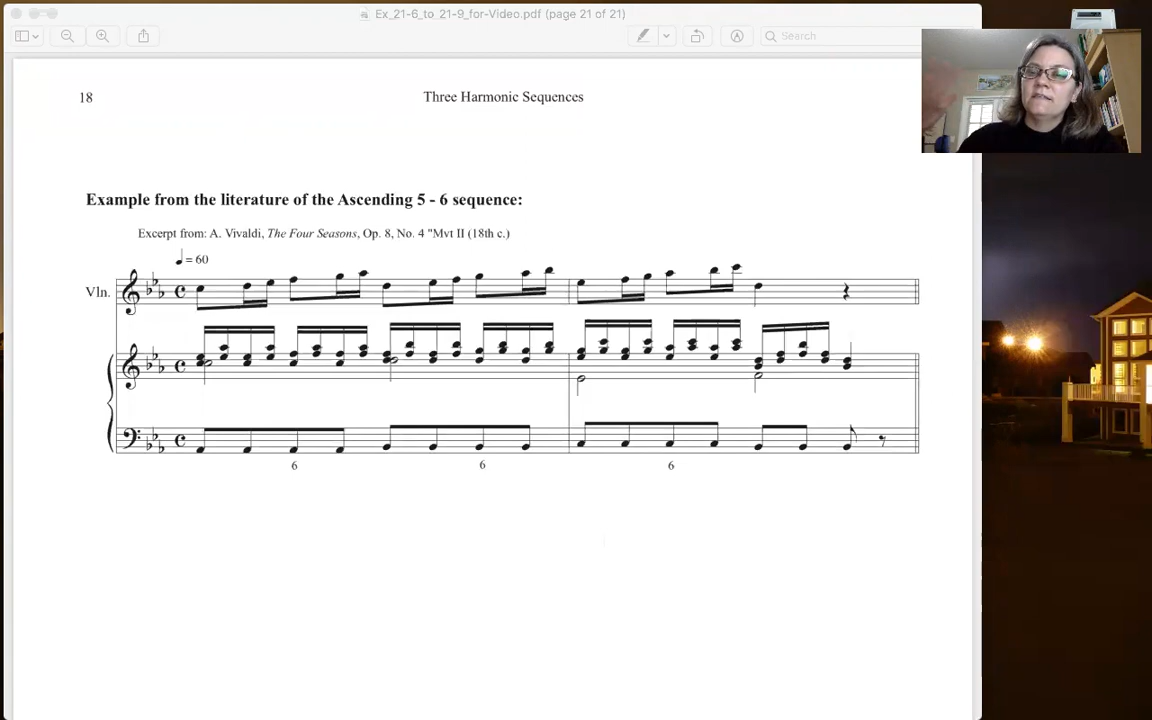 Ex_21-6_to_21-9_for-Video.pdf (page 21 of 21)
Search
18
Three Harmonic Sequences
Example from the literature of the Ascending 5 - 6 sequence:
Excerpt from: A. Vivaldi, The Four Seasons, Op. 8, No. 4 "Mvt II (18th c.)
= 60
Vln.
6 6 6